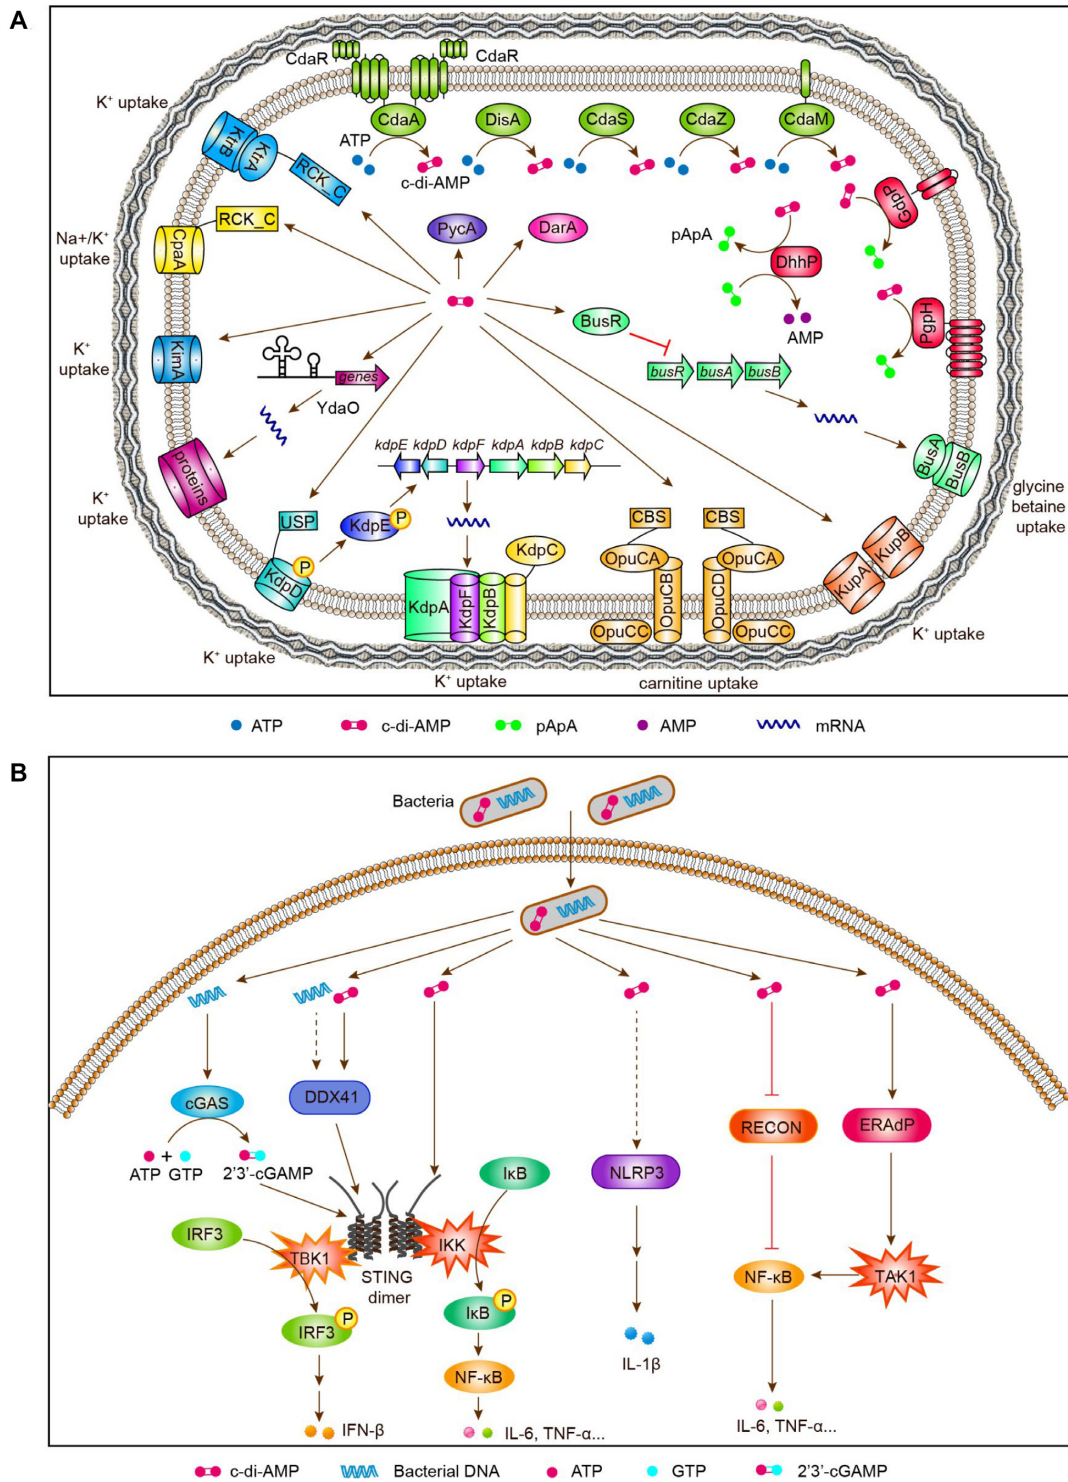 A
CdaR
CdaR
K⁺ uptake
KtrB
KtrA
RCK_C
CdaA
DisA
CdaS
CdaZ
CdaM
ATP
c-di-AMP
GdpP
RCK_C
Na+/K⁺
uptake
CpaA
PycA
DarA
pApA
DhhP
AMP
PgpH
BusR
busR
busA
busB
K⁺
uptake
KimA
genes
YdaO
K⁺
uptake
proteins
kdpE
kdpD
kdpF
kdpA
kdpB
kdpC
BusA
BusB
glycine
betaine
uptake
USP
KdpE
P
P
KdpD
KdpC
KdpA
KdpF
KdpB
CBS
CBS
OpuCA
OpuCA
OpuCB
OpuCD
OpuCC
OpuCC
KupA
KupB
K⁺ uptake
K⁺ uptake
K⁺ uptake
carnitine uptake
ATP
c-di-AMP
pApA
AMP
mRNA
B
Bacteria
cGAS
DDX41
RECON
ERAdP
ATP + GTP
2'3'-cGAMP
IκB
NLRP3
IRF3
TBK1
IKK
STING
dimer
NF-κB
TAK1
P
IRF3
P
IκB
IL-1β
NF-κB
IFN-β
IL-6, TNF-α...
IL-6, TNF-α...
c-di-AMP
Bacterial DNA
ATP
GTP
2'3'-cGAMP